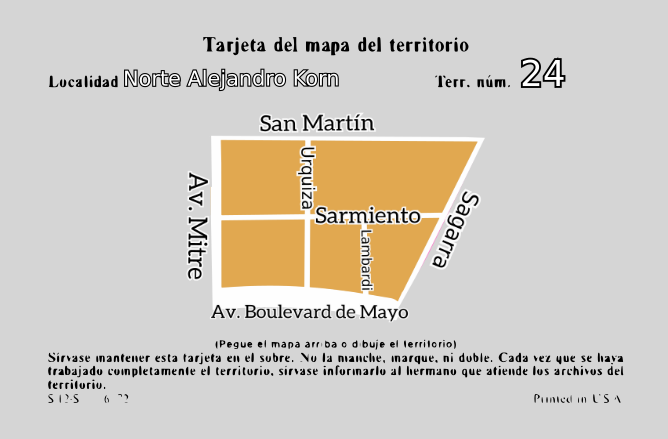 Tarjeta del mapa del territorio
Localidad Norte Alejandro Korn Terr. núm. 24
San Martín
Urquiza
Av. Mitre
Sarmiento
Sagarra
Lambardi
Av. Boulevard de Mayo
(Pegue el mapa arriba o dibuje el territorio)
Sírvase mantener esta tarjeta en el sobre. No la manche, marque, ni doble. Cada vez que se haya
trabajado completamente el territorio, sírvase informarlo al hermano que atiende los archivos del
territorio.
S-12-S 6/72 Printed in U.S.A.